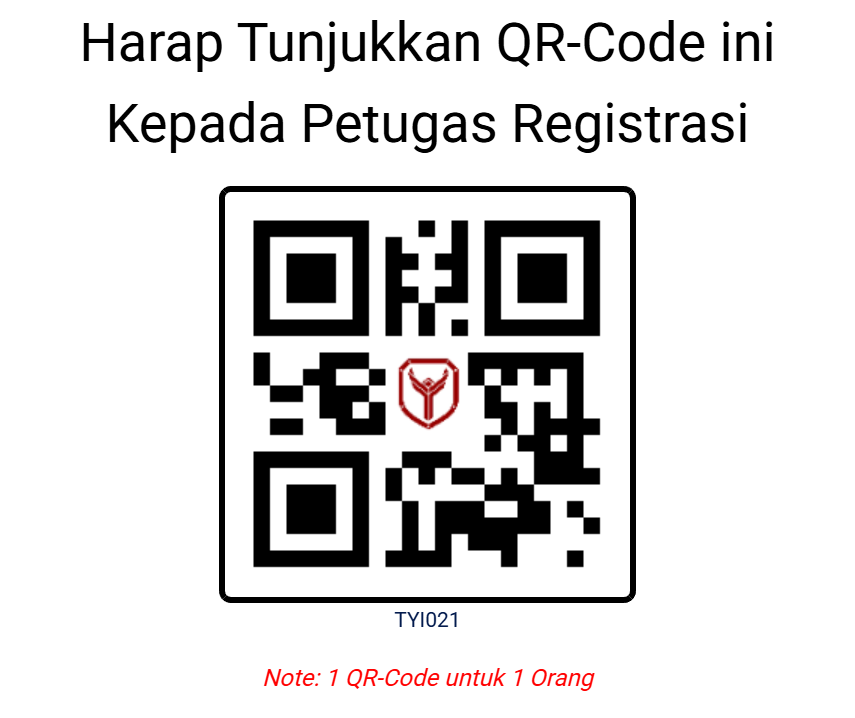 Harap Tunjukkan QR-Code ini
Kepada Petugas Registrasi
TYI021
Note: 1 QR-Code untuk 1 Orang